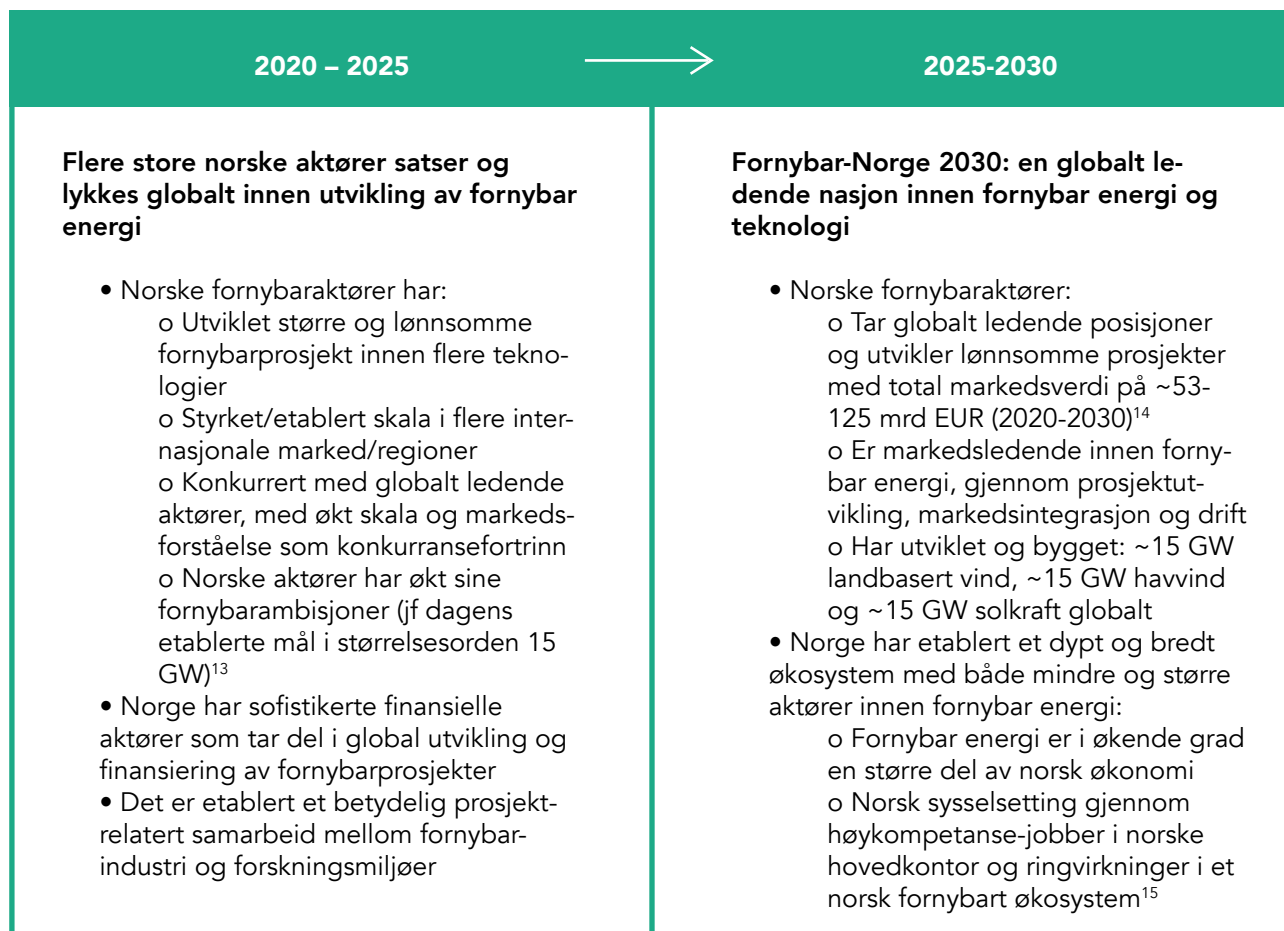 2020 – 2025
Flere store norske aktører satser og
lykkes globalt innen utvikling av fornybar
energi
• Norske fornybaraktører har:
o Utviklet større og lønnsomme
fornybarprosjekt innen flere tekno-
logier
o Styrket/etablert skala i flere inter-
nasjonale marked/regioner
o Konkurrert med globalt ledende
aktører, med økt skala og markeds-
forståelse som konkurransefortrinn
o Norske aktører har økt sine
fornybarambisjoner (jf dagens
etablerte mål i størrelsesorden 15
GW)13
• Norge har sofistikerte finansielle
aktører som tar del i global utvikling og
finansiering av fornybarprosjekter
• Det er etablert et betydelig prosjekt-
relatert samarbeid mellom fornybar-
industri og forskningsmiljøer
2025-2030
Fornybar-Norge 2030: en globalt le-
dende nasjon innen fornybar energi og
teknologi
• Norske fornybaraktører:
o Tar globalt ledende posisjoner
og utvikler lønnsomme prosjekter
med total markedsverdi på ~53-
125 mrd EUR (2020-2030)14
o Er markedsledende innen forny-
bar energi, gjennom prosjektut-
vikling, markedsintegrasjon og drift
o Har utviklet og bygget: ~15 GW
landbasert vind, ~15 GW havvind
og ~15 GW solkraft globalt
• Norge har etablert et dypt og bredt
økosystem med både mindre og større
aktører innen fornybar energi:
o Fornybar energi er i økende grad
en større del av norsk økonomi
o Norsk sysselsetting gjennom
høykompetanse-jobber i norske
hovedkontor og ringvirkninger i et
norsk fornybart økosystem15